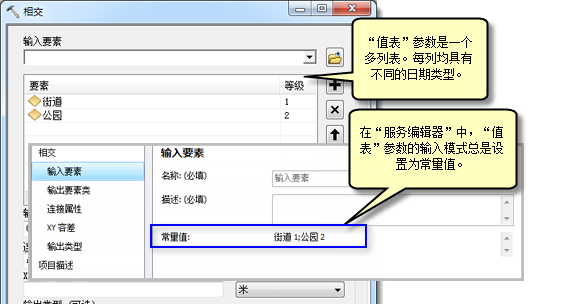 相交
输入要素
要素 等级
街道 1
公园 2
“值表”参数是一个
多列表。每列均具有
不同的日期类型。
在“服务编辑器”中，“值
表”参数的输入模式总是设
置为常量值。
相交
输入要素
输出要素类
连接属性
XY 容差
输出类型
项目描述
输入要素
名称: (必填) 输入要素
描述: (必填)
常量值: 街道 1;公园 2
米